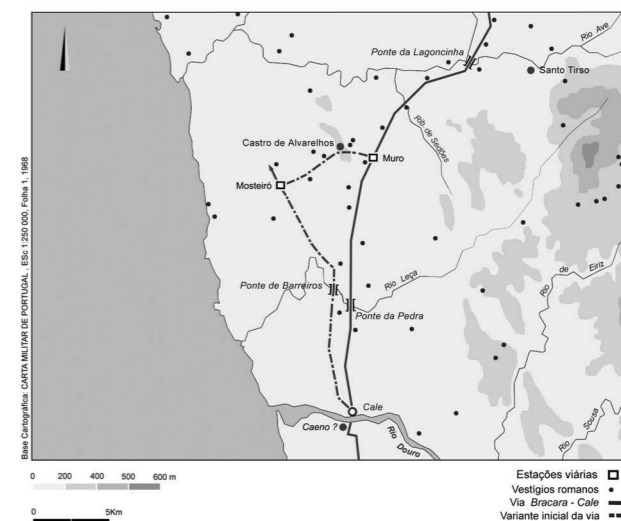 Ponte da Lagoncinha
Rio Ave
Santo Tirso
Rib de Sedões
Castro de Alvarelhos
Muro
Mosteiró
Ponte de Barreiros
Rio Leça
Ponte da Pedra
Rio de Eiriz
Cale
Caeno ?
Rio Douro
Rio Sousa
Base Cartográfica: CARTA MILITAR DE PORTUGAL, ESc 1:250 000, Folha 1, 1968
0 200 400 600 m
0 5Km
Estações viárias
Vestígios romanos
Via Bracara - Cale
Variante inicial da via